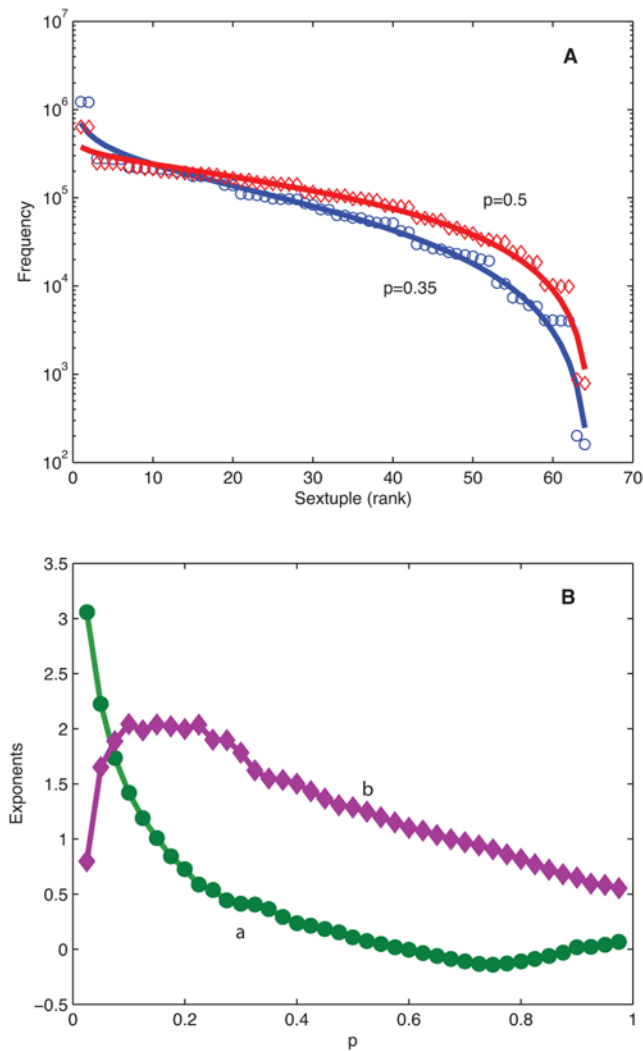 A
10^7
10^6
10^5
10^4
10^3
10^2
Frequency
p=0.5
p=0.35
0 10 20 30 40 50 60 70
Sextuple (rank)
B
3.5
3
2.5
2
1.5
1
0.5
0
−0.5
Exponents
b
a
0 0.2 0.4 0.6 0.8 1
p